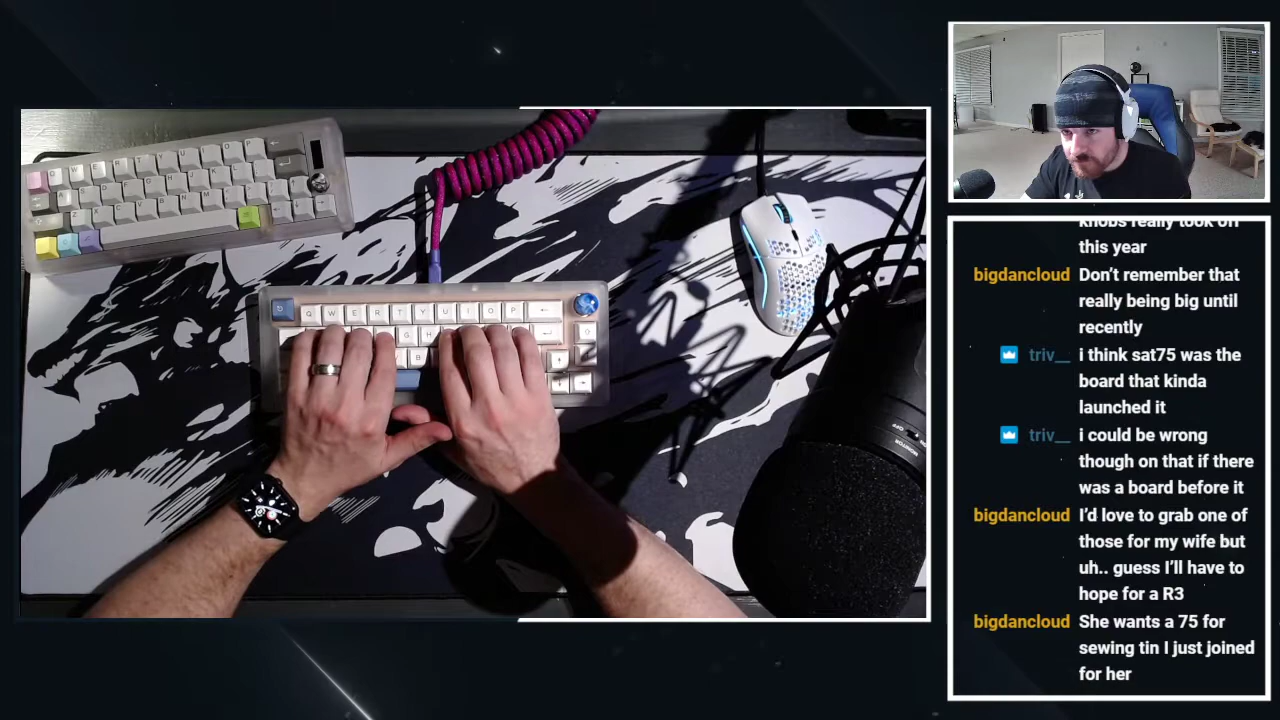 knobs really took off
this year
bigdancloud Don't remember that
really being big until
recently
triv__ i think sat75 was the
board that kinda
launched it
triv__ i could be wrong
though on that if there
was a board before it
bigdancloud I'd love to grab one of
those for my wife but
uh.. guess I'll have to
hope for a R3
bigdancloud She wants a 75 for
sewing tin I just joined
for her
Q W E R T Y U I O P
G H
B
MONITOR
OFF